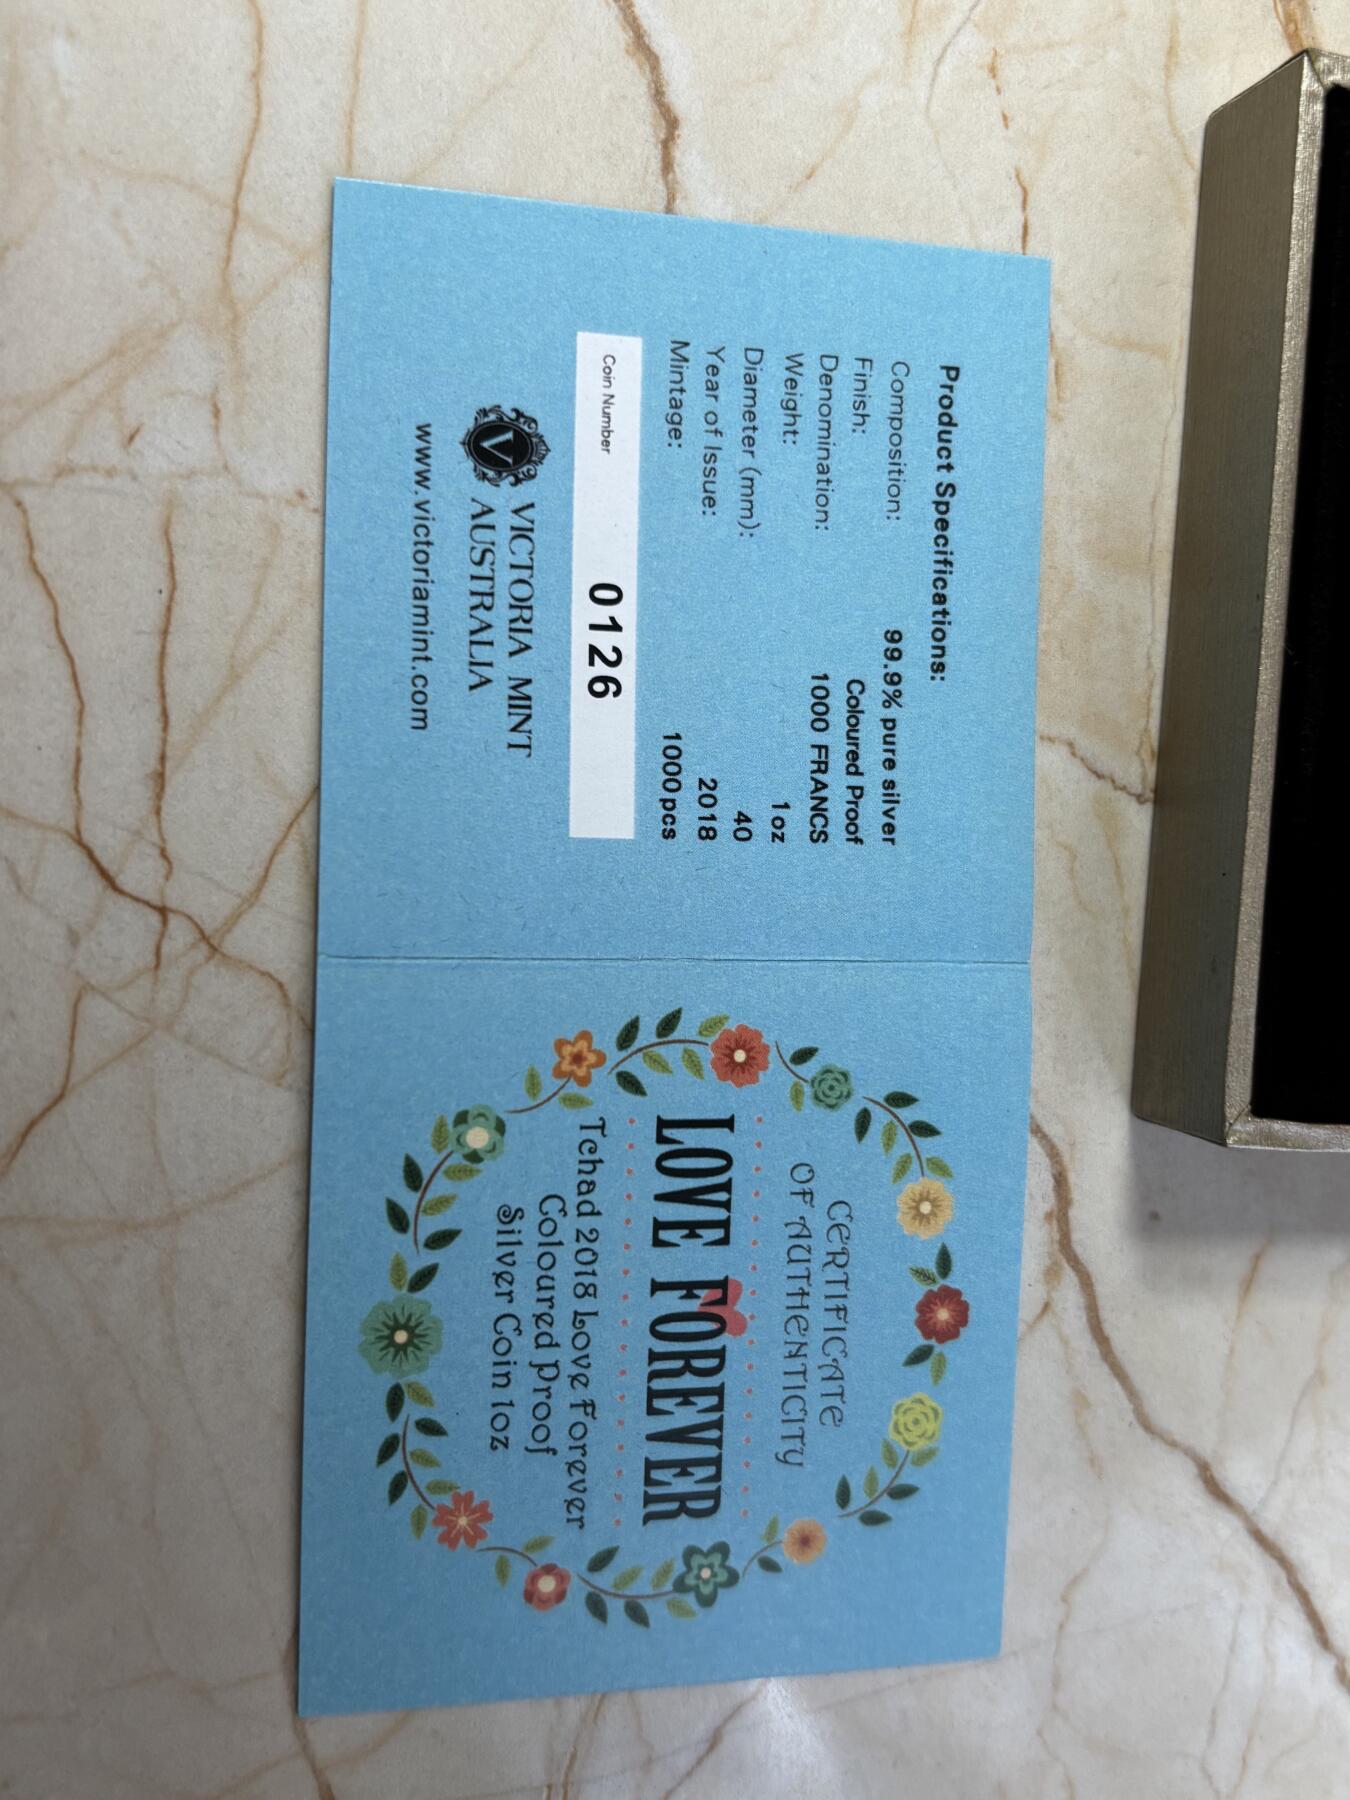 Product Specifications:
Composition: 99.9% pure silver
Finish: Coloured Proof
Denomination: 1000 FRANCS
Weight: 1 oz
Diameter (mm): 40
Year of Issue: 2018
Mintage: 1000 pcs
Coin Number 0126
V
VICTORIA MINT
AUSTRALIA
www.victoriamint.com
CERTIFICATE
OF AUTHENTICITY
LOVE FOREVER
Tchad 2018 Love Forever
Coloured Proof
Silver Coin 1oz